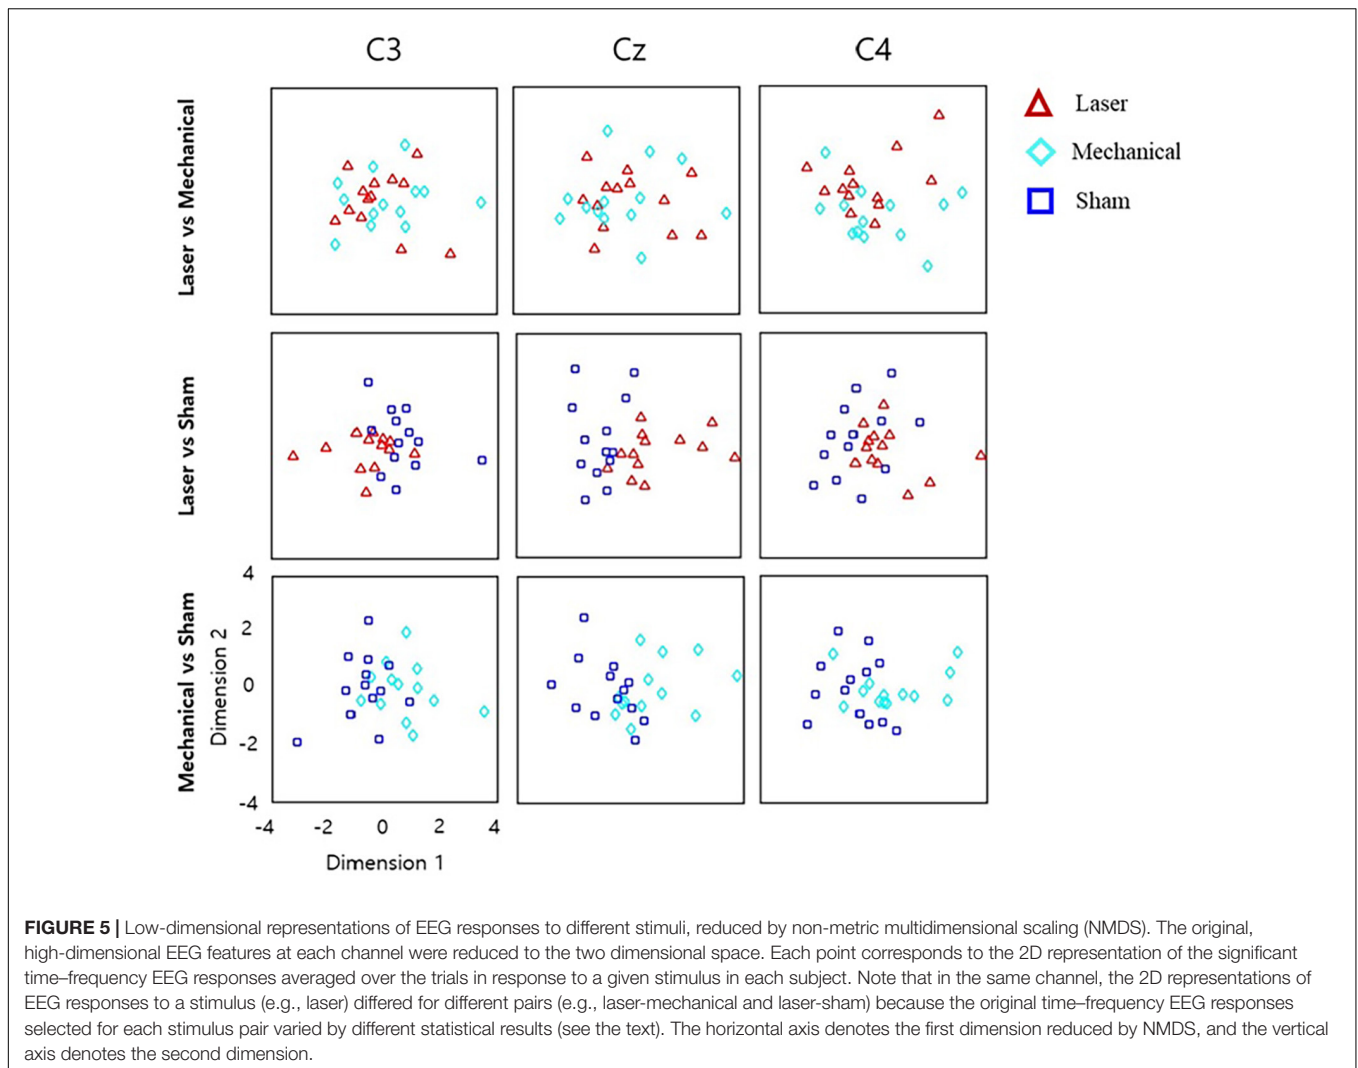 C3 Cz C4
Laser vs Mechanical
Laser
Mechanical
Sham
Laser vs Sham
Mechanical vs Sham
Dimension 2
4
2
0
-2
-4
-4 -2 0 2 4
Dimension 1
FIGURE 5 | Low-dimensional representations of EEG responses to different stimuli, reduced by non-metric multidimensional scaling (NMDS). The original,
high-dimensional EEG features at each channel were reduced to the two dimensional space. Each point corresponds to the 2D representation of the significant
time–frequency EEG responses averaged over the trials in response to a given stimulus in each subject. Note that in the same channel, the 2D representations of
EEG responses to a stimulus (e.g., laser) differed for different pairs (e.g., laser-mechanical and laser-sham) because the original time–frequency EEG responses
selected for each stimulus pair varied by different statistical results (see the text). The horizontal axis denotes the first dimension reduced by NMDS, and the vertical
axis denotes the second dimension.